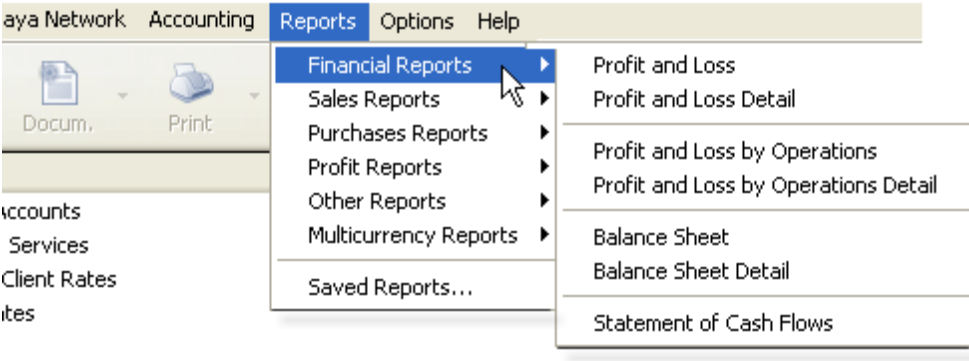 aya Network Accounting Reports Options Help
Docum. Print
Accounts
Services
Client Rates
tes
Financial Reports
Sales Reports
Purchases Reports
Profit Reports
Other Reports
Multicurrency Reports
Saved Reports...
Profit and Loss
Profit and Loss Detail
Profit and Loss by Operations
Profit and Loss by Operations Detail
Balance Sheet
Balance Sheet Detail
Statement of Cash Flows